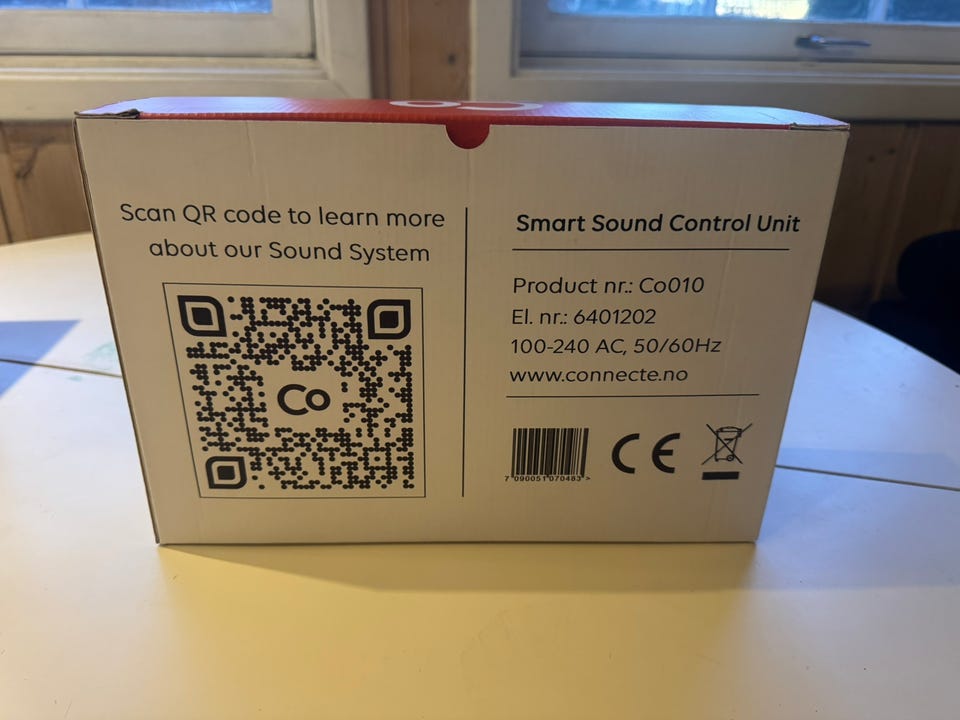 Scan QR code to learn more
about our Sound System
Co
Smart Sound Control Unit
Product nr.: Co010
El. nr.: 6401202
100-240 AC, 50/60Hz
www.connecte.no
7 090051 070483 >
CE